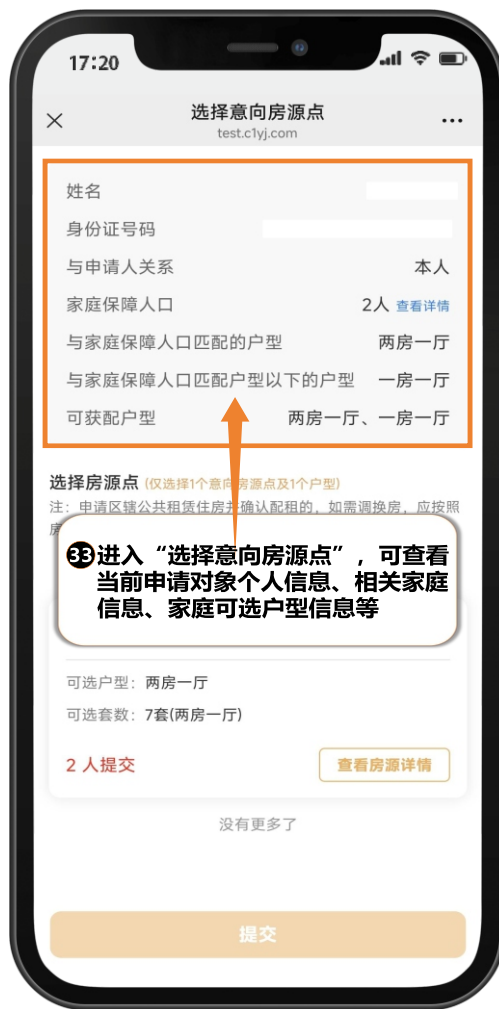 17:20
选择意向房源点
test.c1yj.com
姓名
身份证号码
与申请人关系 本人
家庭保障人口 2人 查看详情
与家庭保障人口匹配的户型 两房一厅
与家庭保障人口匹配户型以下的户型 一房一厅
可获配户型 两房一厅、一房一厅
选择房源点 (仅选择1个意向房源点及1个户型)
注：申请区辖公共租赁住房并确认配租的，如需调换房，应按照
33 进入“选择意向房源点”，可查看
当前申请对象个人信息、相关家庭
信息、家庭可选户型信息等
可选户型：两房一厅
可选套数：7套(两房一厅)
2 人提交 查看房源详情
没有更多了
提交